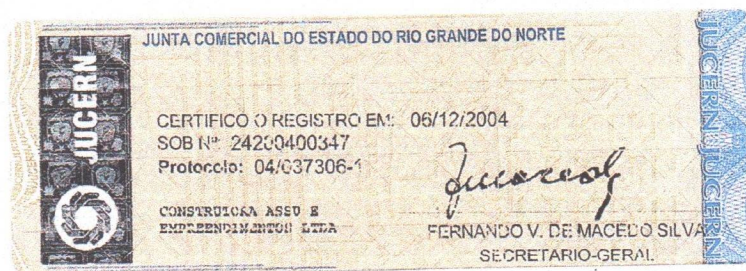 JUNTA COMERCIAL DO ESTADO DO RIO GRANDE DO NORTE
JUCERN
CERTIFICO O REGISTRO EM: 06/12/2004
SOB Nº: 24200400347
Protocolo: 04/037306-1
CONSTRUTORA ASSU E
EMPREENDIMENTOS LTDA
FERNANDO V. DE MACEDO SILVA
SECRETARIO-GERAL
JUCERN JUCERN